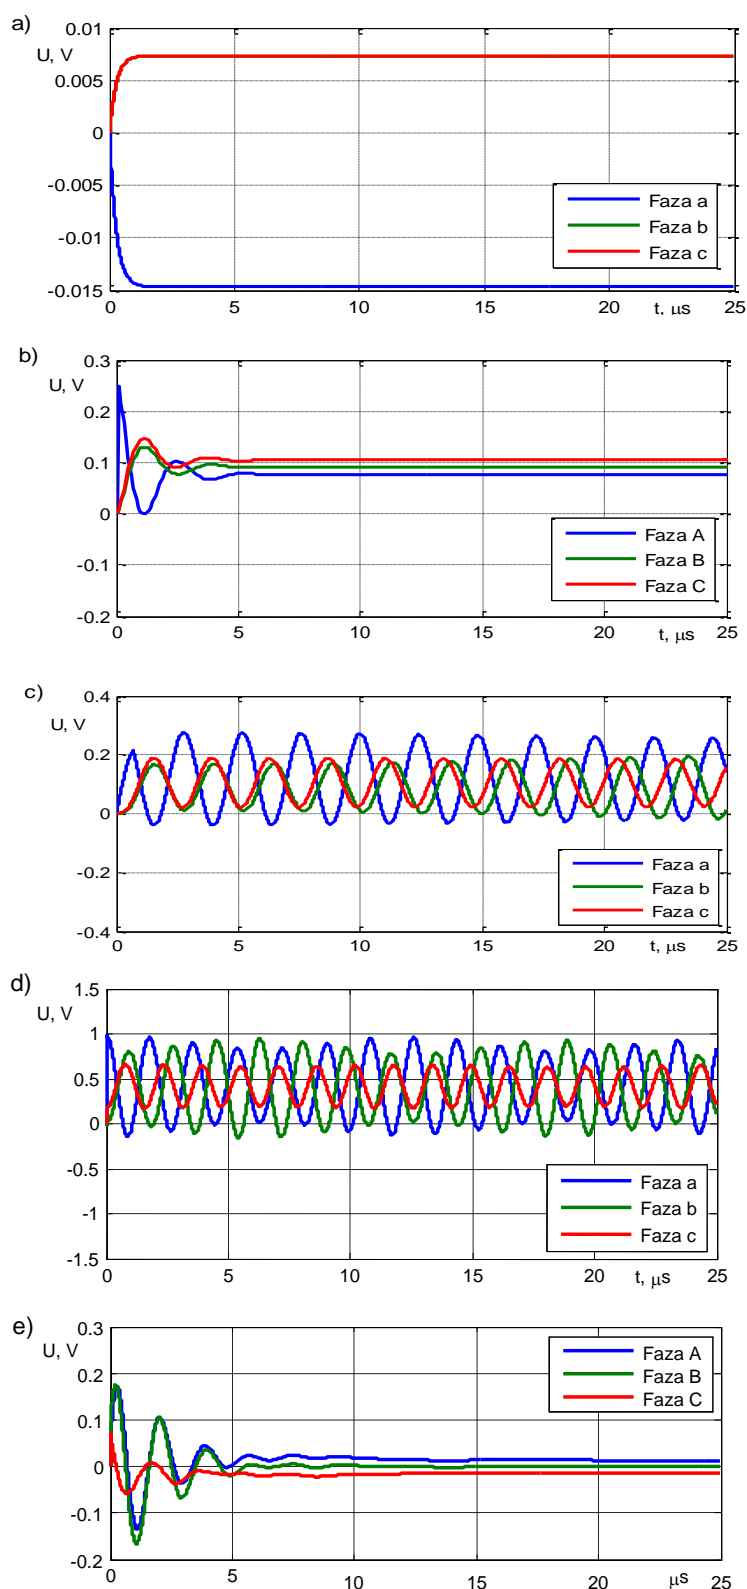 a)
U, V
0.01
0.005
0
-0.005
-0.01
-0.015
0 5 10 15 20 25
t, µs
Faza a
Faza b
Faza c
b)
U, V
0.3
0.2
0.1
0
-0.1
-0.2
0 5 10 15 20 25
t, µs
Faza A
Faza B
Faza C
c)
U, V
0.4
0.2
0
-0.2
-0.4
0 5 10 15 20 25
t, µs
Faza a
Faza b
Faza c
d)
U, V
1.5
1
0.5
0
-0.5
-1
-1.5
0 5 10 15 20 25
t, µs
Faza a
Faza b
Faza c
e)
U, V
0.3
0.2
0.1
0
-0.1
-0.2
0 5 10 15 20 25
µs
Faza A
Faza B
Faza C